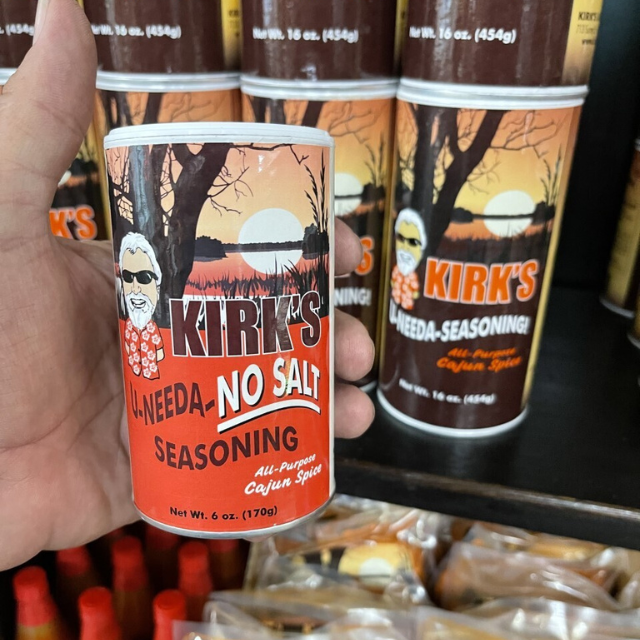 Net Wt. 16 oz. (454g)
Net Wt. 16 oz. (454g)
Net Wt. 16 oz. (454g)
KIRK'S
KIRK'S
U-NEEDA-NO SALT
SEASONING
All-Purpose
Cajun Spice
Net Wt. 6 oz. (170g)
KIRK'S
U-NEEDA-SEASONING!
All-Purpose
Cajun Spice
Net Wt. 16 oz. (454g)
KIRK'S